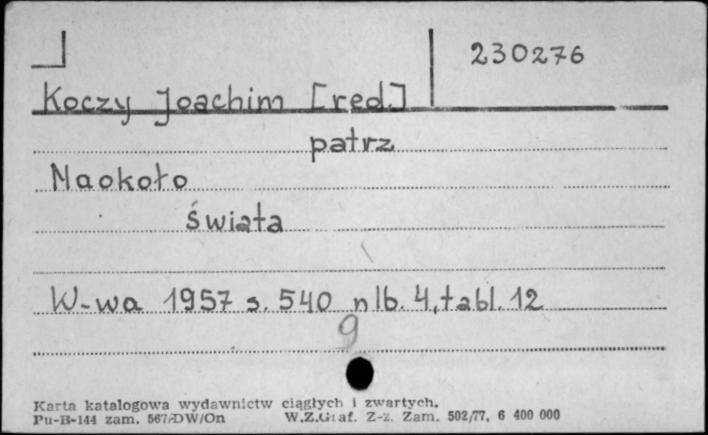 230276
Koczy Joachim [red]
patrz
Naokoło
świata
W-wa 1957 s. 540 nlb. 4, tabl. 12
9
Karta katalogowa wydawnictw ciągłych i zwartych.
Pu-B-144 zam. 567/DW/On W.Z.Graf. Z-z. Zam. 502/77, 6 400 000